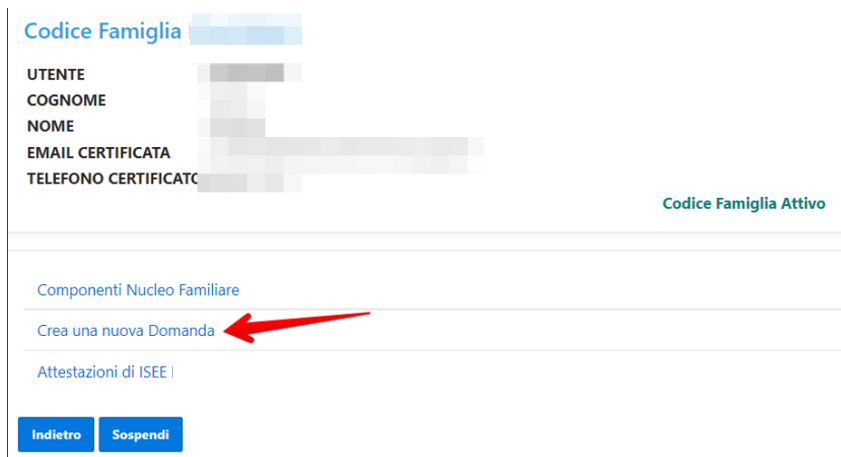 Codice Famiglia
UTENTE
COGNOME
NOME
EMAIL CERTIFICATA
TELEFONO CERTIFICATO
Codice Famiglia Attivo
Componenti Nucleo Familiare
Crea una nuova Domanda
Attestazioni di ISEE
Indietro Sospendi